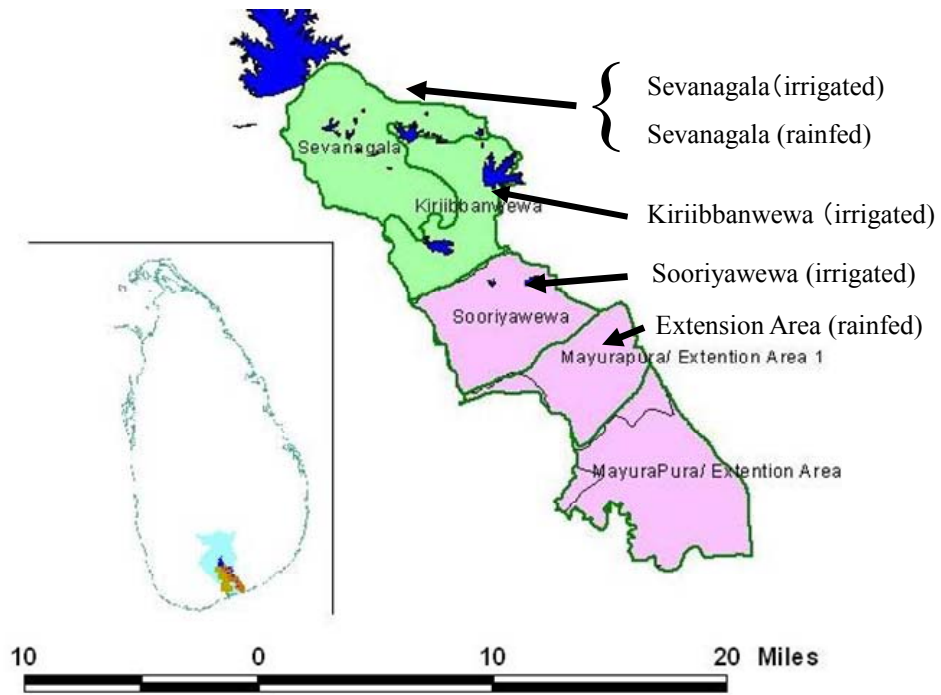 Sevanagala（irrigated)
Sevanagala (rainfed)
Sevanagala
Kiriibbanwewa
Kiriibbanwewa（irrigated)
Sooriyawewa (irrigated)
Sooriyawewa
Extension Area (rainfed)
Mayurapura/ Extention Area 1
MayuraPura/ Extention Area
10 0 10 20 Miles